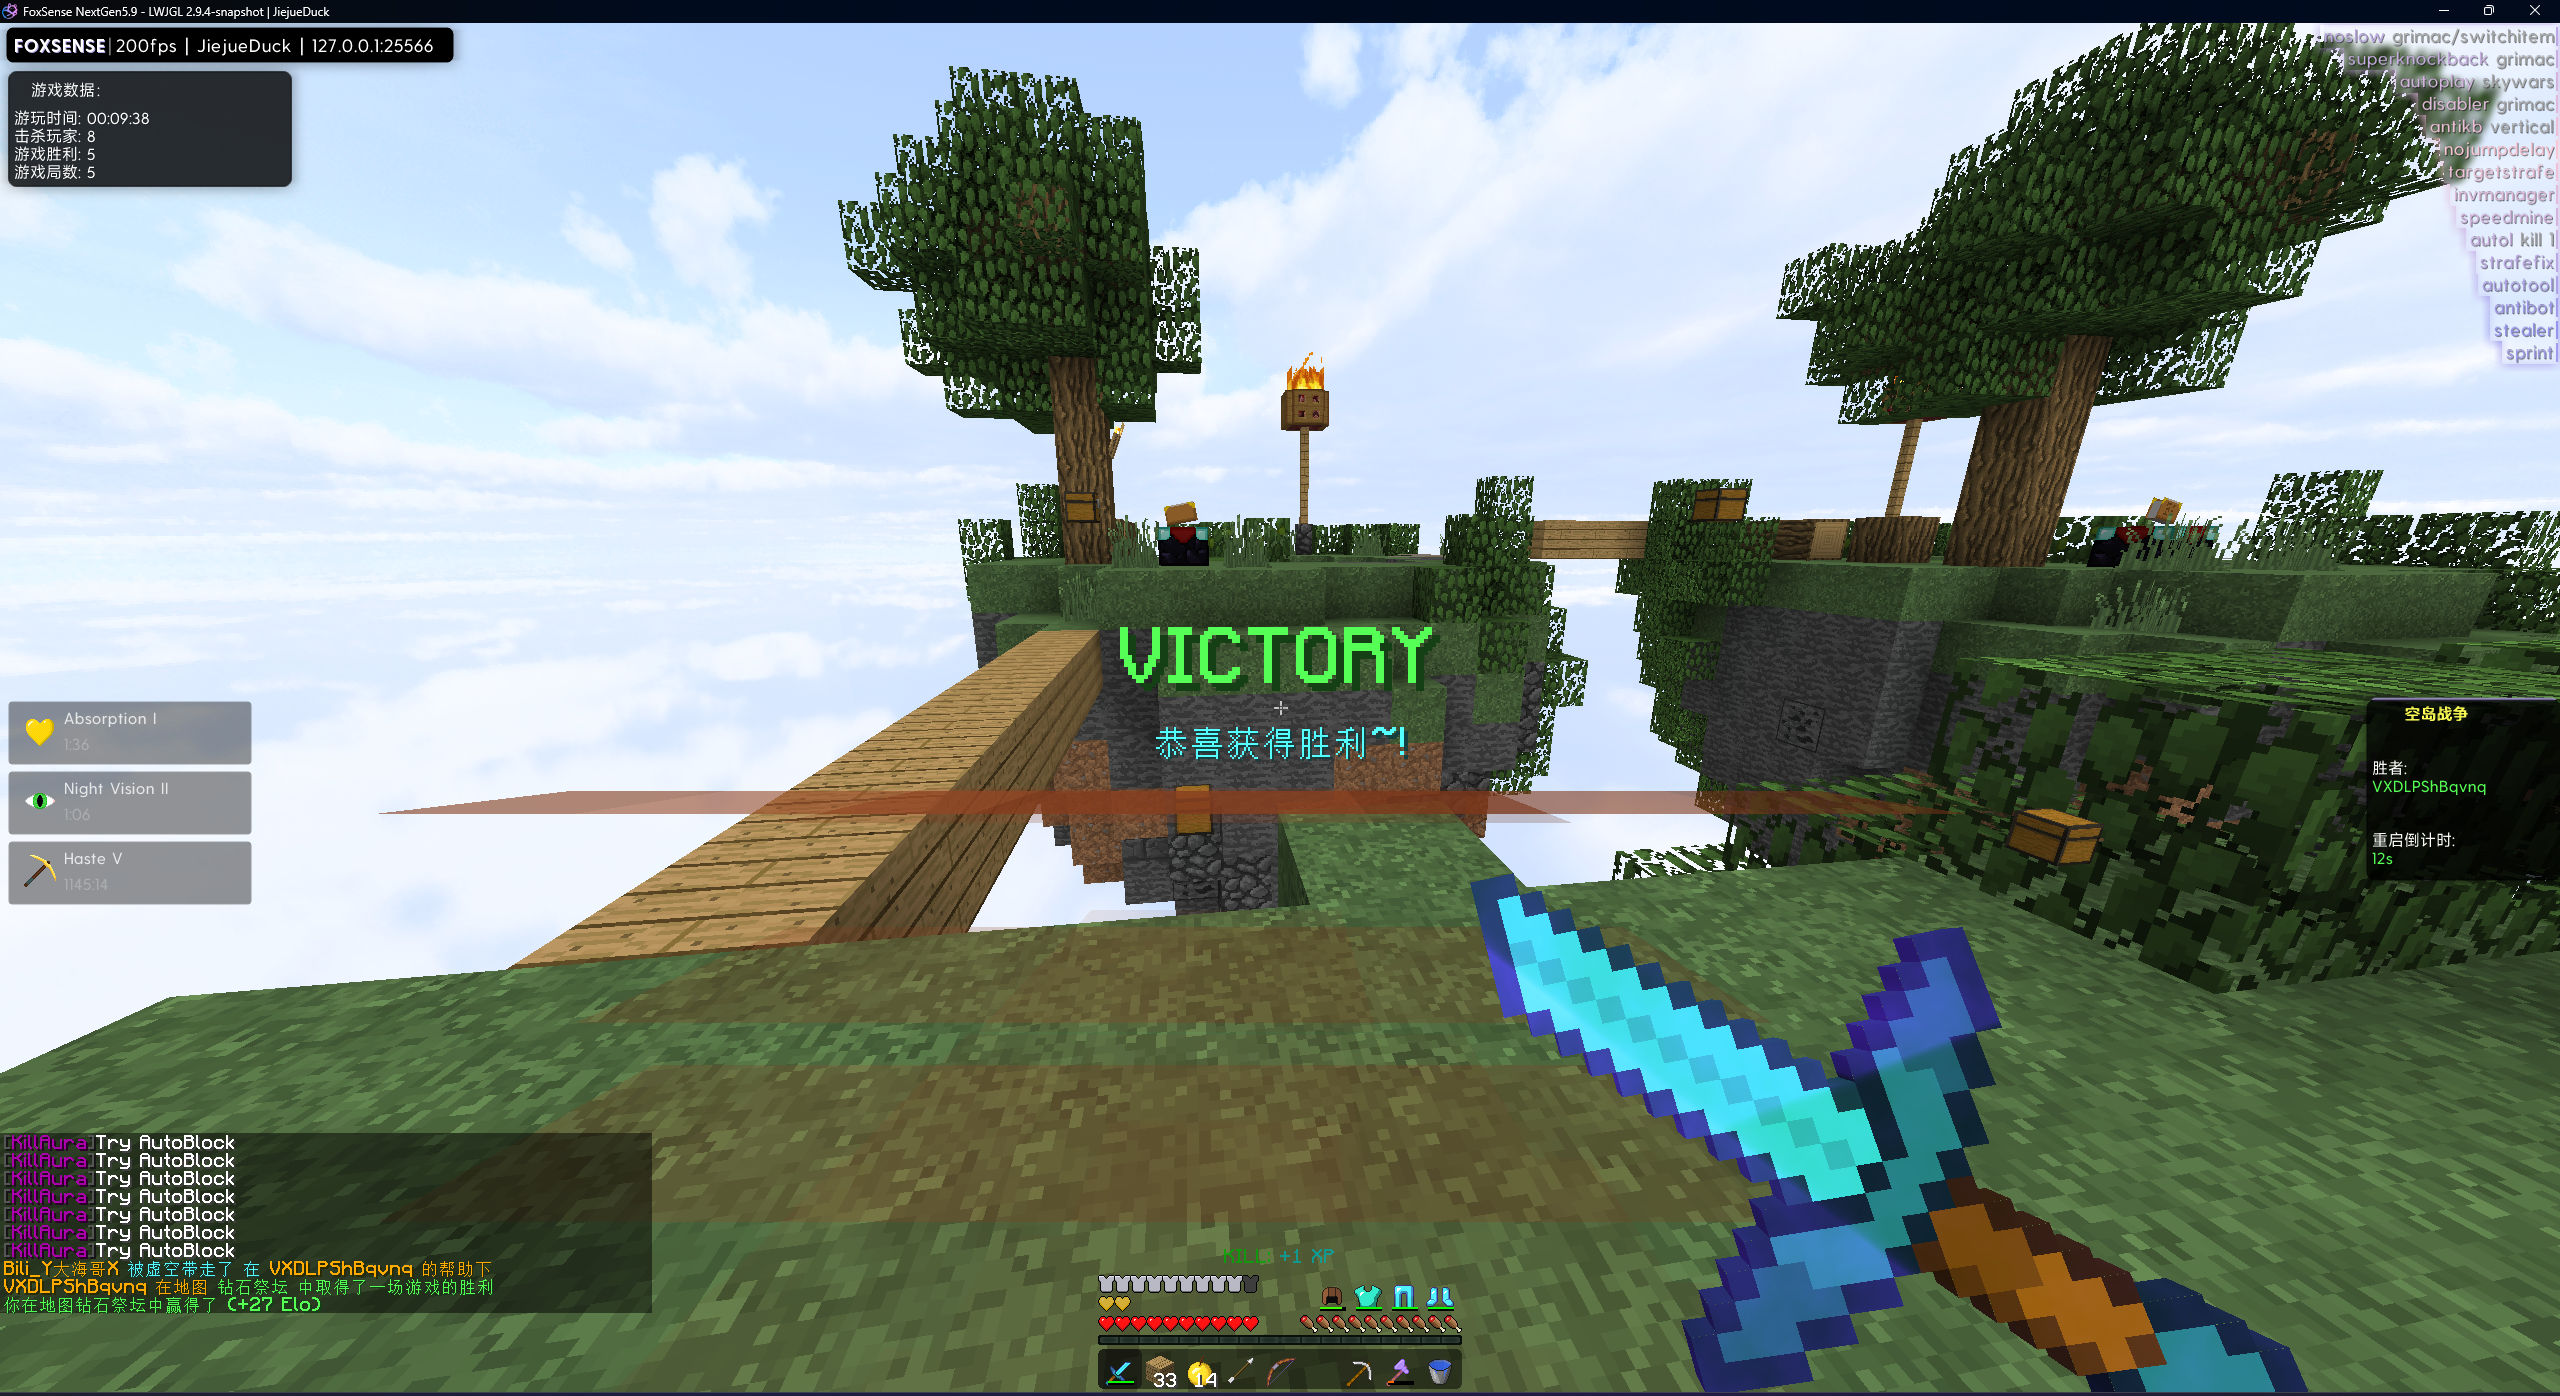 FoxSense NextGen5.9 - LWJGL 2.9.4-snapshot | JiejueDuck
FOXSENSE | 200fps | JiejueDuck | 127.0.0.1:25566
游戏数据:
游玩时间: 00:09:38
击杀玩家: 8
游戏胜利: 5
游戏局数: 5
noslow grimac/switchitem
superknockback grimac
autoplay skywars
disabler grimac
antikb vertical
nojumpdelay
targetstrafe
invmanager
speedmine
autol kill 1
strafefix
autotool
antibot
stealer
sprint
VICTORY
恭喜获得胜利~!
Absorption I
1:36
Night Vision II
1:06
Haste V
1145:14
空岛战争
胜者:
VXDLPShBqvnq
重启倒计时:
12s
[KillAura]Try AutoBlock
[KillAura]Try AutoBlock
[KillAura]Try AutoBlock
[KillAura]Try AutoBlock
[KillAura]Try AutoBlock
[KillAura]Try AutoBlock
[KillAura]Try AutoBlock
Bili_Y大海哥X 被虚空带走了 在 VXDLPShBqvnq 的帮助下
VXDLPShBqvnq 在地图 钻石祭坛 中取得了一场游戏的胜利
你在地图钻石祭坛中赢得了 (+27 Elo)
KILL +1 XP
33
14